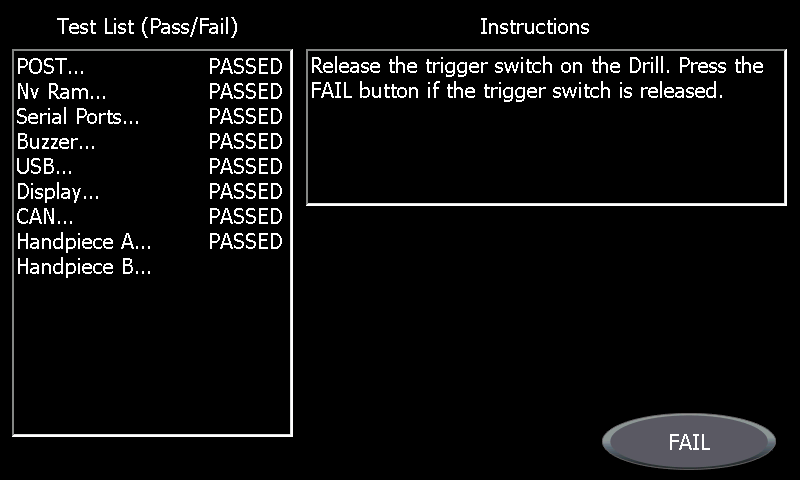 Test List (Pass/Fail)
Instructions
POST... PASSED
Nv Ram... PASSED
Serial Ports... PASSED
Buzzer... PASSED
USB... PASSED
Display... PASSED
CAN... PASSED
Handpiece A... PASSED
Handpiece B...
Release the trigger switch on the Drill. Press the
FAIL button if the trigger switch is released.
FAIL